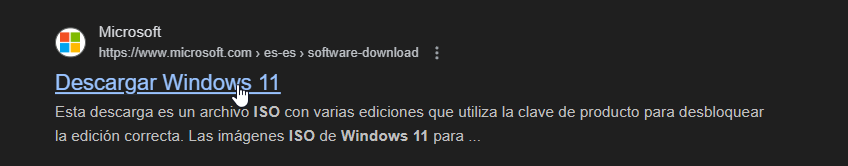 Microsoft
https://www.microsoft.com › es-es › software-download
Descargar Windows 11
Esta descarga es un archivo ISO con varias ediciones que utiliza la clave de producto para desbloquear
la edición correcta. Las imágenes ISO de Windows 11 para ...